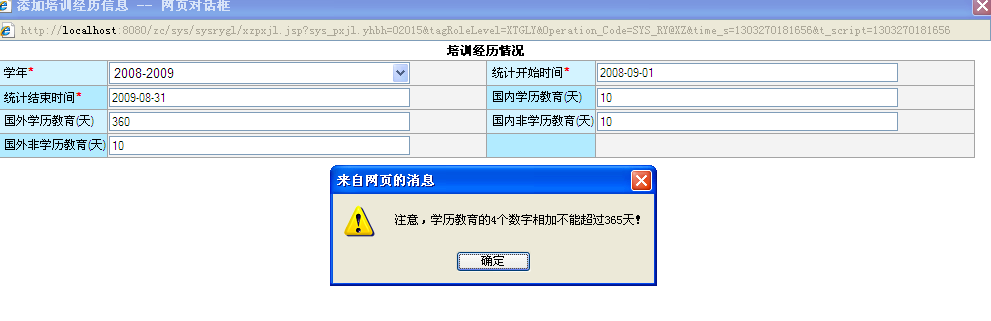 添加培训经历信息 -- 网页对话框
http://localhost:8080/zc/sys/sysrygl/xzpxjl.jsp?sys_pxjl.yhbh=02015&tagRoleLevel=XTGLY&Operation_Code=SYS_RY@XZ&time_s=1303270181656&t_script=1303270181656
培训经历情况
学年* 2008-2009 统计开始时间* 2008-09-01
统计结束时间* 2009-08-31 国内学历教育(天) 10
国外学历教育(天) 360 国内非学历教育(天) 10
国外非学历教育(天) 10
来自网页的消息
注意，学历教育的4个数字相加不能超过365天!
确定